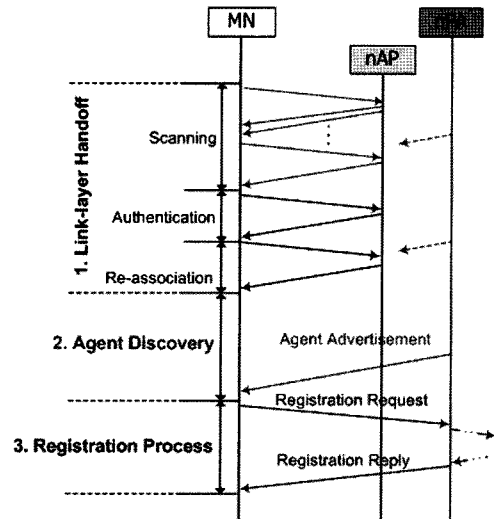 MN
nAP
Scanning
1. Link-layer Handoff
Authentication
Re-association
2. Agent Discovery
Agent Advertisement
Registration Request
3. Registration Process
Registration Reply